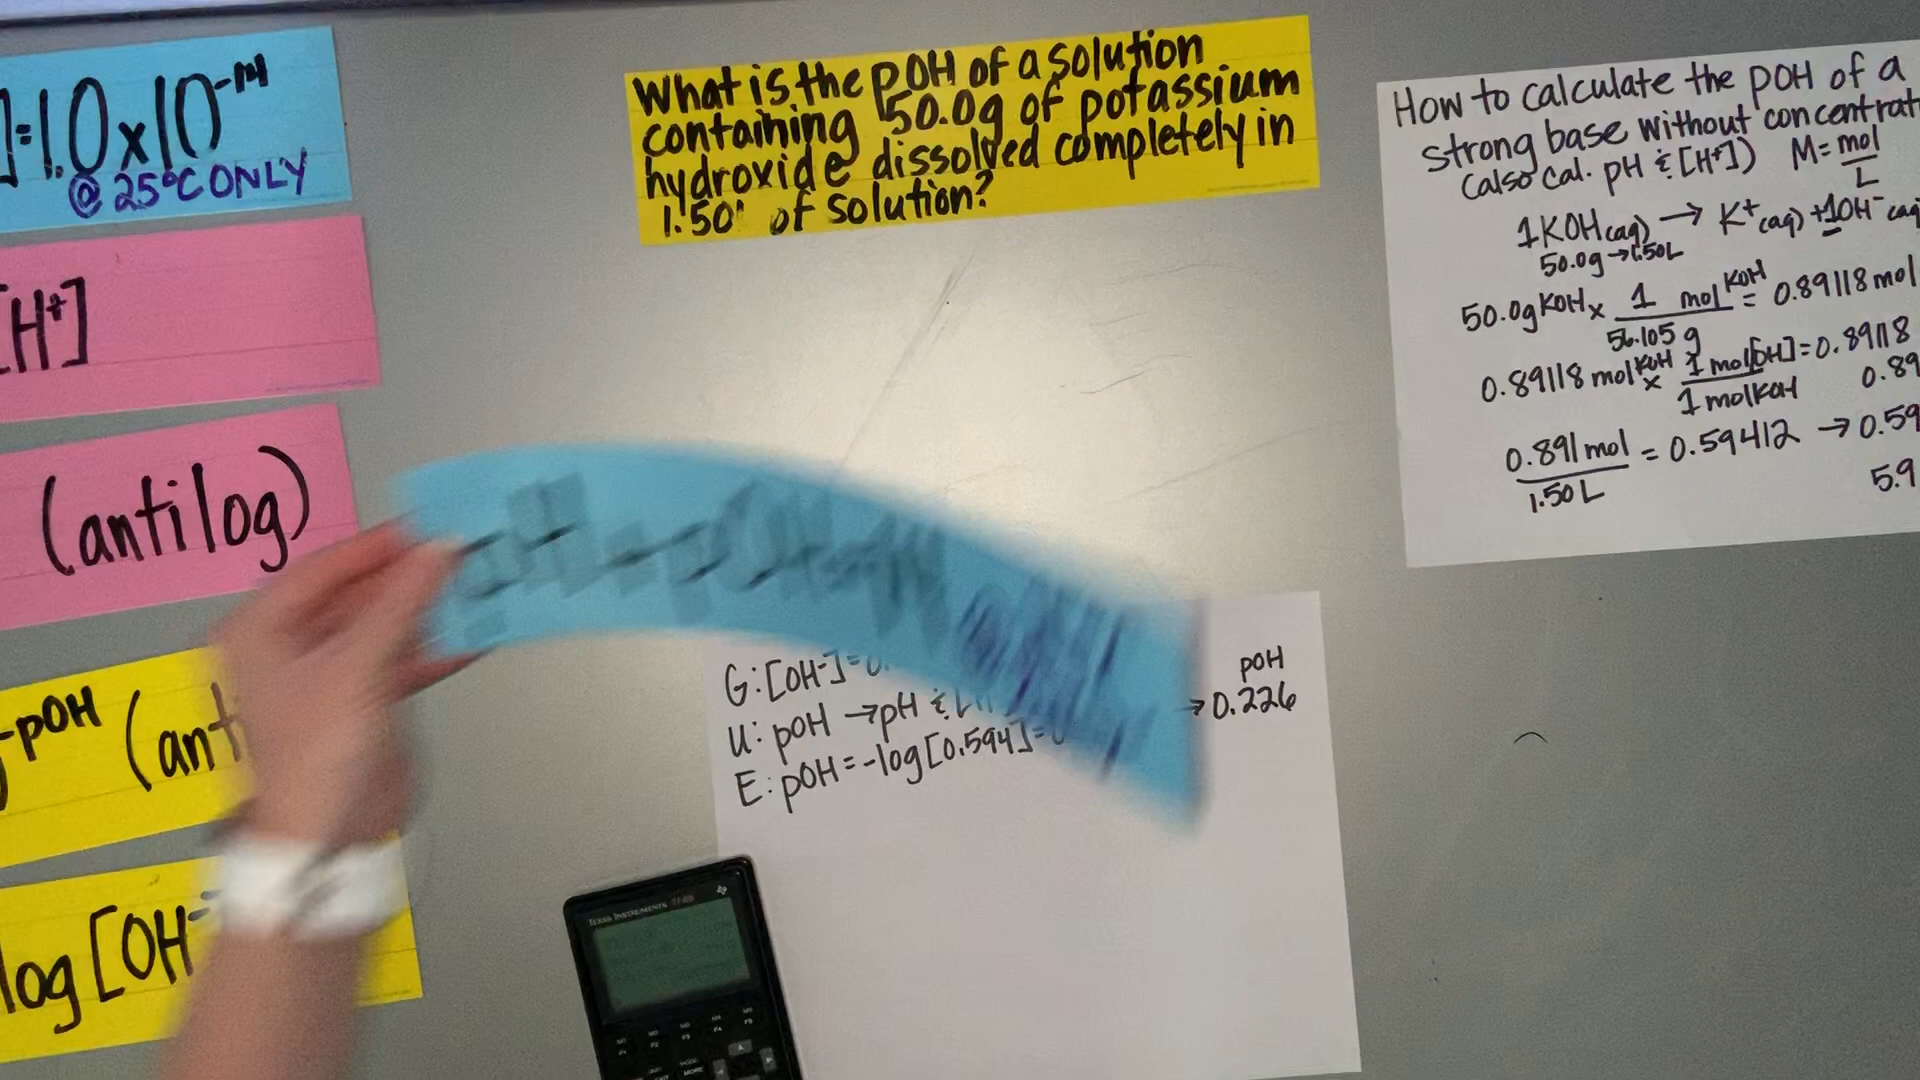 ]=1.0x10⁻¹⁴
@ 25°C ONLY
[H⁺]
(antilog)
-pOH (ant
log [OH⁻
What is the pOH of a solution
containing 50.0g of potassium
hydroxide dissolved completely in
1.50 of solution?
How to calculate the pOH of a
strong base without concentrat
(also cal. pH & [H⁺]) M = mol
L
1KOH(aq) → K⁺(aq) + 1OH⁻(aq
50.0g → 1.50L
50.0g KOH x 1 mol KOH = 0.89118 mol
56.105 g
0.89118 mol KOH x 1 mol [OH] = 0.89118
1 mol KOH 0.89
0.891 mol = 0.59412 → 0.59
1.50 L
5.9
G: [OH⁻]=0.
U: pOH → pH &
E: pOH = -log [0.594] =
pOH
→ 0.226
TEXAS INSTRUMENTS
MORE